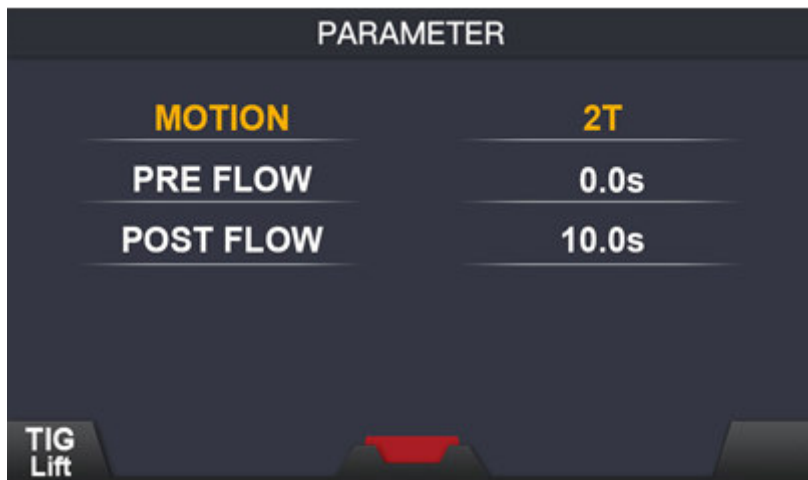 PARAMETER
MOTION 2T
PRE FLOW 0.0s
POST FLOW 10.0s
TIG
Lift